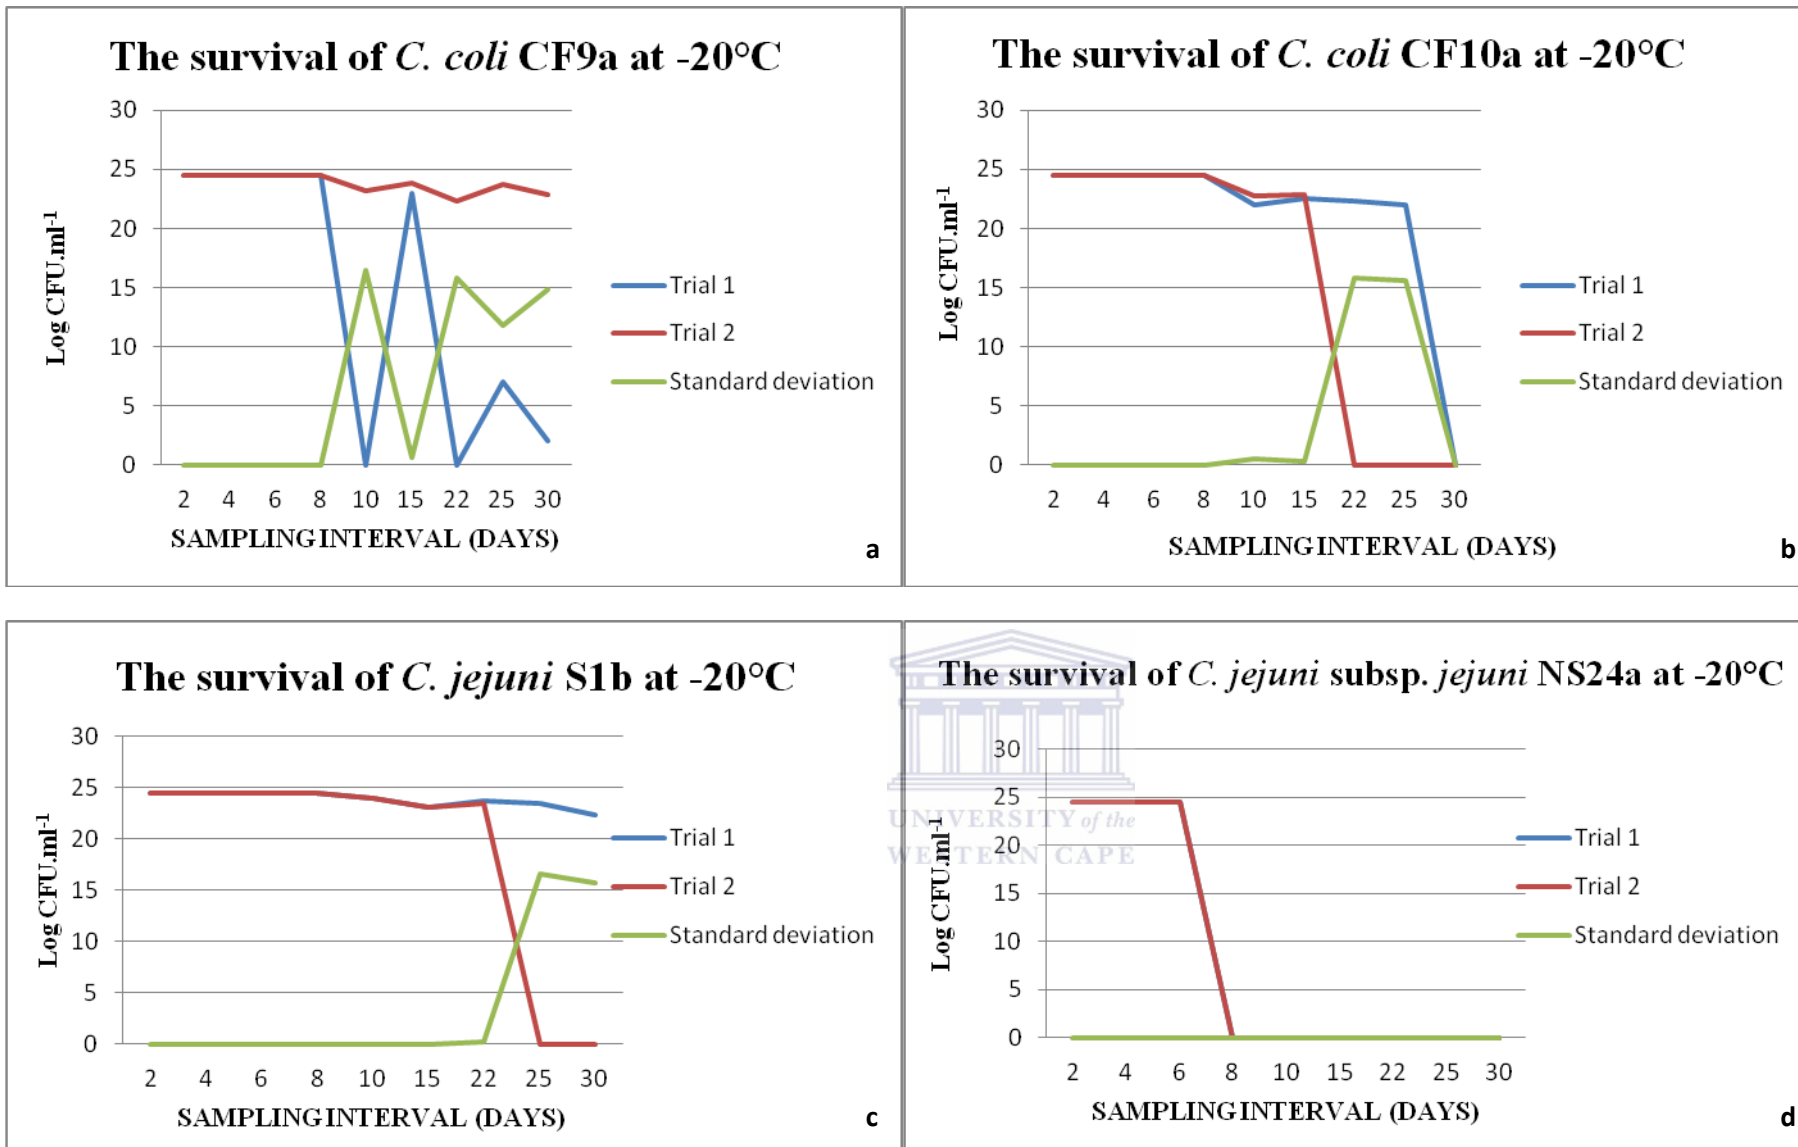 The survival of C. coli CF9a at -20°C
30
25
20
15
10
5
0
Log CFU.ml-1
2 4 6 8 10 15 22 25 30
SAMPLING INTERVAL (DAYS)
Trial 1
Trial 2
Standard deviation
a
The survival of C. coli CF10a at -20°C
30
25
20
15
10
5
0
Log CFU.ml-1
2 4 6 8 10 15 22 25 30
SAMPLING INTERVAL (DAYS)
Trial 1
Trial 2
Standard deviation
b
The survival of C. jejuni S1b at -20°C
30
25
20
15
10
5
0
Log CFU.ml-1
2 4 6 8 10 15 22 25 30
SAMPLING INTERVAL (DAYS)
Trial 1
Trial 2
Standard deviation
c
The survival of C. jejuni subsp. jejuni NS24a at -20°C
30
25
20
15
10
5
0
Log CFU.ml-1
2 4 6 8 10 15 22 25 30
SAMPLING INTERVAL (DAYS)
Trial 1
Trial 2
Standard deviation
d
UNIVERSITY of the
WESTERN CAPE